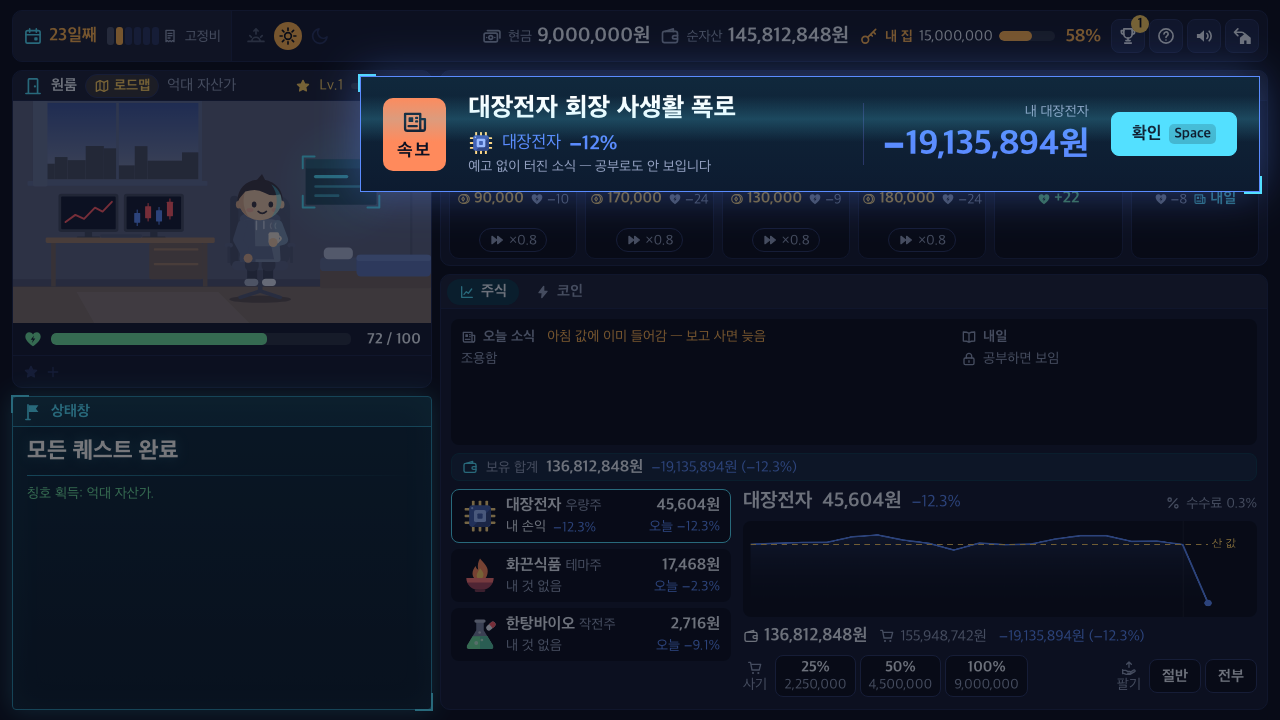 23일째
고정비
현금 9,000,000원
순자산 145,812,848원
내 집 15,000,000 58%
1
원룸
로드맵
억대 자산가
Lv.1
속보
대장전자 회장 사생활 폭로
대장전자 −12%
예고 없이 터진 소식 — 공부로도 안 보입니다
내 대장전자
−19,135,894원
확인 Space
90,000 −10
170,000 −24
130,000 −9
180,000 −24
+22
−8 내일
×0.8
×0.8
×0.8
×0.8
72 / 100
상태창
모든 퀘스트 완료
칭호 획득: 억대 자산가.
주식
코인
오늘 소식 아침 값에 이미 들어감 — 보고 사면 늦음
조용함
내일
공부하면 보임
보유 합계 136,812,848원 −19,135,894원 (−12.3%)
대장전자 우량주 45,604원
내 손익 −12.3% 오늘 −12.3%
화끈식품 테마주 17,468원
내 것 없음 오늘 −2.3%
한탕바이오 작전주 2,716원
내 것 없음 오늘 −9.1%
대장전자 45,604원 −12.3%
수수료 0.3%
산 값
136,812,848원 155,948,742원 −19,135,894원 (−12.3%)
사기
25%
2,250,000
50%
4,500,000
100%
9,000,000
팔기
절반
전부